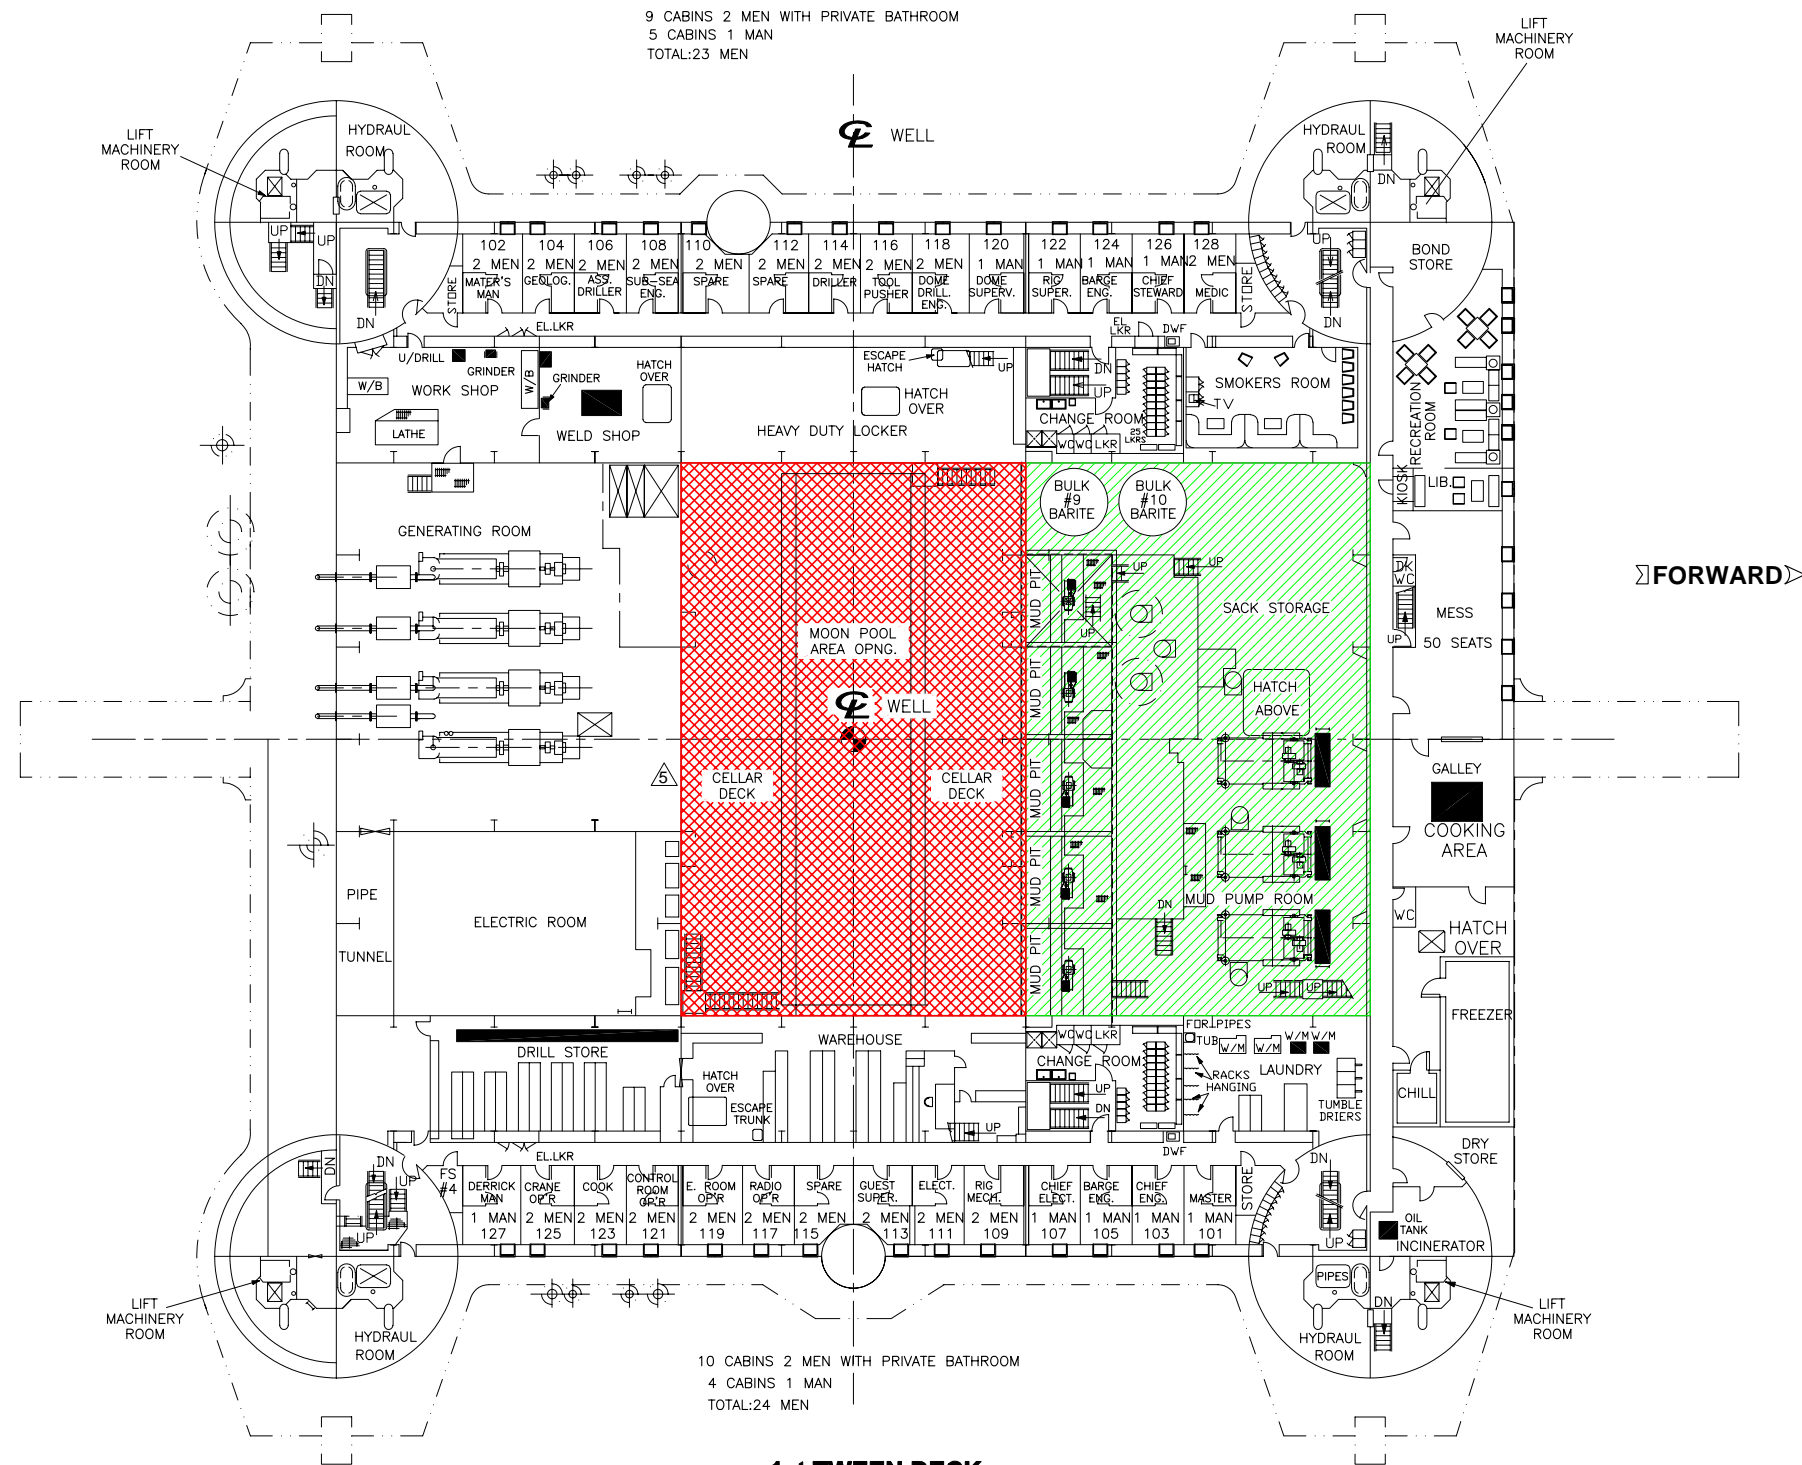 9 CABINS 2 MEN WITH PRIVATE BATHROOM
5 CABINS 1 MAN
TOTAL:23 MEN
LIFT
MACHINERY
ROOM
LIFT
MACHINERY
ROOM
HYDRAUL
ROOM
HYDRAUL
ROOM
CL WELL
DN
UP
UP
DN
DN
UP
DN
BOND
STORE
STORE
102
2 MEN
MATER'S
MAN
104
2 MEN
GEOLOG.
106
2 MEN
ASS.
DRILLER
108
2 MEN
SUB-SEA
ENG.
110
2 MEN
SPARE
112
2 MEN
SPARE
114
2 MEN
DRILLER
116
2 MEN
TOOL
PUSHER
118
2 MEN
DOME
DRILL.
ENG.
120
1 MAN
DOME
SUPERV.
122
1 MAN
RIG
SUPER.
124
1 MAN
BARGE
ENG.
126
1 MAN
CHIEF
STEWARD
128
2 MEN
MEDIC
STORE
EL.LKR
EL
LKR
DWF
U/DRILL
GRINDER
W/B
WORK SHOP
LATHE
W/B
GRINDER
HATCH
OVER
WELD SHOP
ESCAPE
HATCH
UP
HATCH
OVER
HEAVY DUTY LOCKER
DN
UP
CHANGE ROOM
25
LKRS
WC WC LKR
SMOKERS ROOM
TV
RECREATION
ROOM
KIOSK
LIB.
GENERATING ROOM
BULK
#9
BARITE
BULK
#10
BARITE
MUD PIT
UP
UP
UP
SACK STORAGE
DK
WC
UP
MESS
50 SEATS
FORWARD
MOON POOL
AREA OPNG.
MUD PIT
HATCH
ABOVE
CL WELL
5
CELLAR
DECK
CELLAR
DECK
MUD PIT
GALLEY
COOKING
AREA
MUD PIT
PIPE
TUNNEL
ELECTRIC ROOM
MUD PUMP ROOM
DN
MUD PIT
UP
UP
WC
HATCH
OVER
FREEZER
CHILL
DRILL STORE
WAREHOUSE
HATCH
OVER
ESCAPE
TRUNK
UP
WC WC LKR
CHANGE ROOM
UP
DN
FOR PIPES
TUB
W/M
W/M
W/M
W/M
RACKS
HANGING
LAUNDRY
TUMBLE
DRIERS
EL.LKR
DWF
DRY
STORE
DN
DN
UP
UP
FS
#4
DERRICK
MAN
1 MAN
127
CRANE
OP'R
2 MEN
125
COOK
2 MEN
123
CONTROL
ROOM
OP'R
2 MEN
121
E. ROOM
OP'R
2 MEN
119
RADIO
OP'R
2 MEN
117
SPARE
2 MEN
115
GUEST
SUPER.
2 MEN
113
ELECT.
2 MEN
111
RIG
MECH.
2 MEN
109
CHIEF
ELECT.
1 MAN
107
BARGE
ENG.
1 MAN
105
CHIEF
ENG.
1 MAN
103
MASTER
1 MAN
101
STORE
DN
UP
OIL
TANK
INCINERATOR
PIPES
DN
LIFT
MACHINERY
ROOM
HYDRAUL
ROOM
HYDRAUL
ROOM
LIFT
MACHINERY
ROOM
10 CABINS 2 MEN WITH PRIVATE BATHROOM
4 CABINS 1 MAN
TOTAL:24 MEN
TWEEN DECK